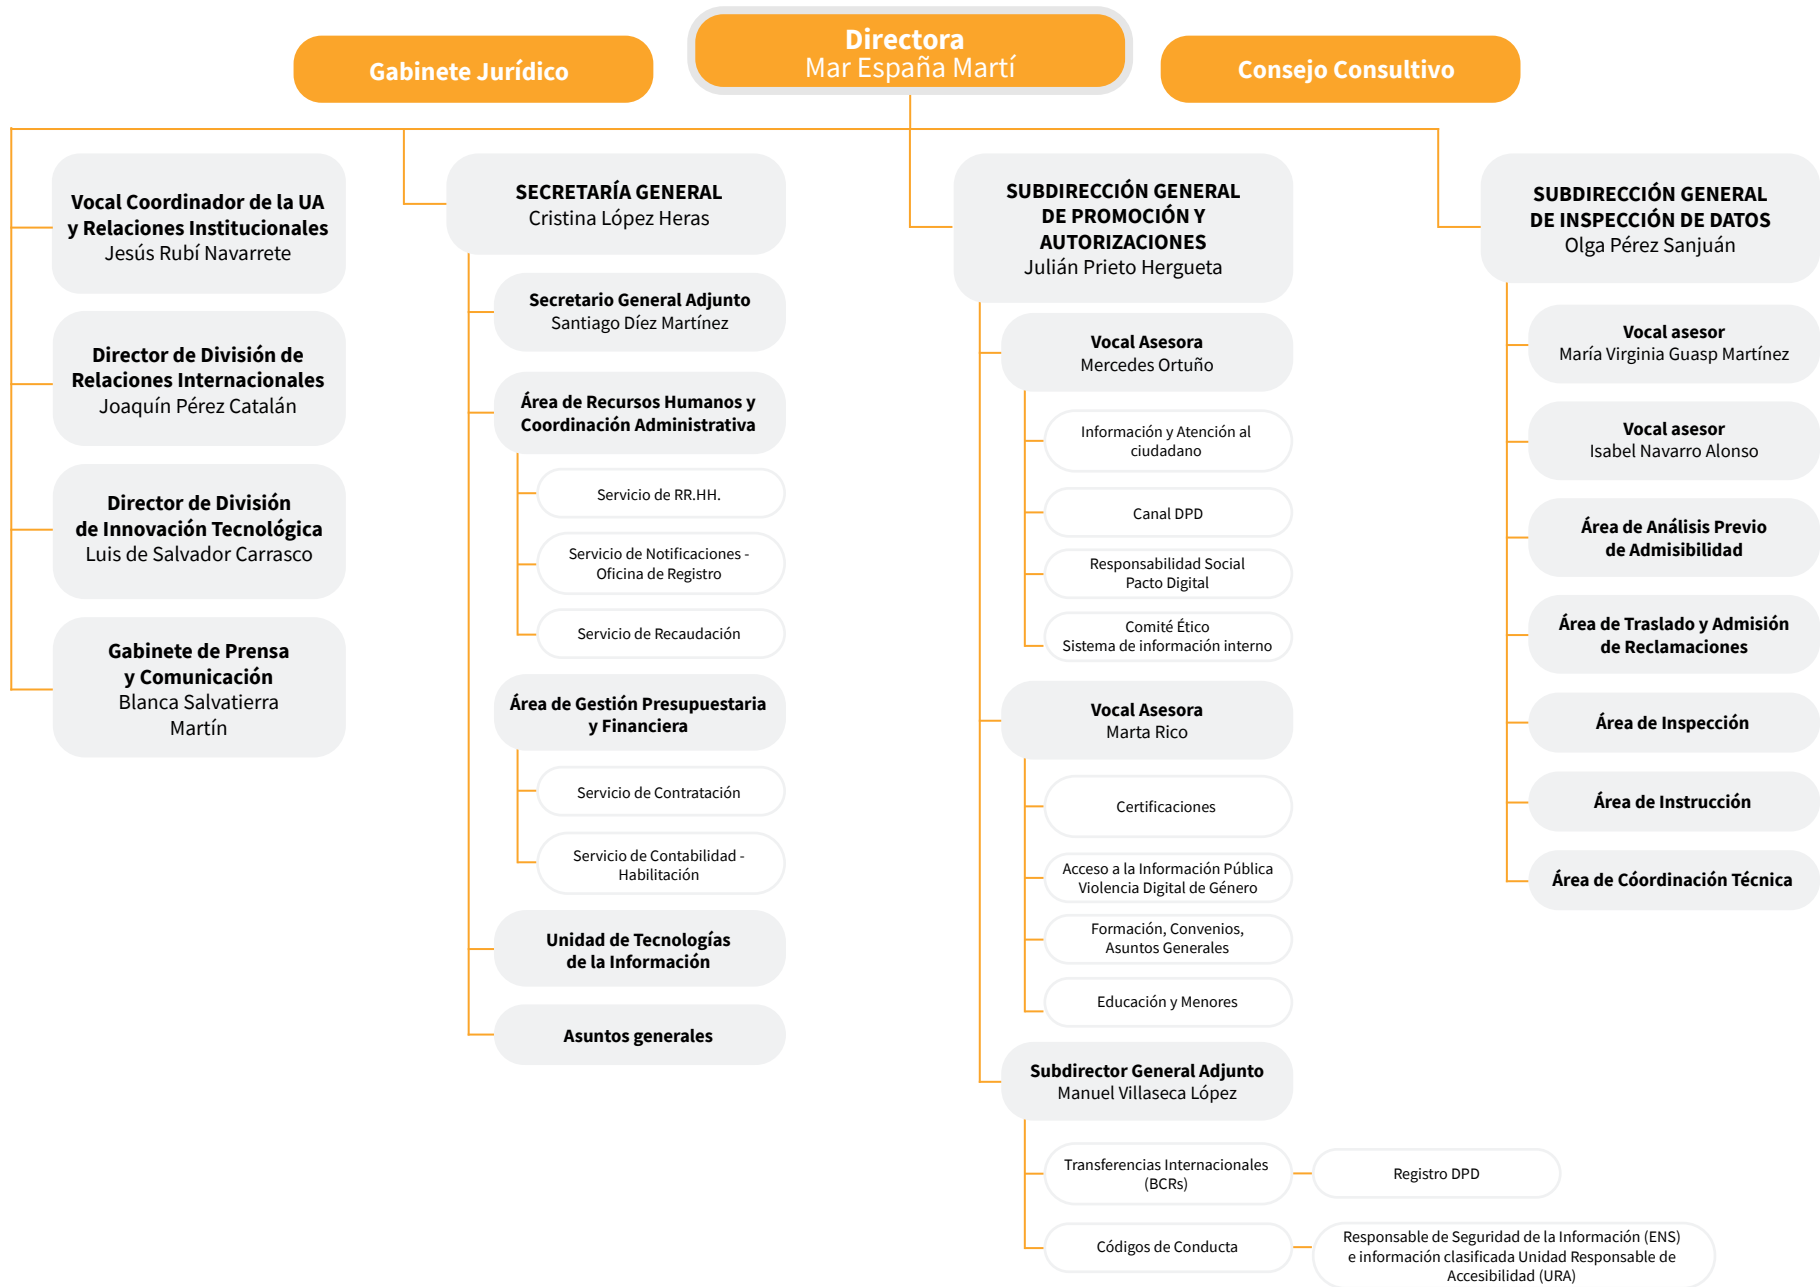 Gabinete Jurídico
Directora
Mar España Martí
Consejo Consultivo
Vocal Coordinador de la UA
y Relaciones Institucionales
Jesús Rubí Navarrete
Director de División de
Relaciones Internacionales
Joaquín Pérez Catalán
Director de División
de Innovación Tecnológica
Luis de Salvador Carrasco
Gabinete de Prensa
y Comunicación
Blanca Salvatierra
Martín
SECRETARÍA GENERAL
Cristina López Heras
Secretario General Adjunto
Santiago Díez Martínez
Área de Recursos Humanos y
Coordinación Administrativa
Servicio de RR.HH.
Servicio de Notificaciones -
Oficina de Registro
Servicio de Recaudación
Área de Gestión Presupuestaria
y Financiera
Servicio de Contratación
Servicio de Contabilidad -
Habilitación
Unidad de Tecnologías
de la Información
Asuntos generales
SUBDIRECCIÓN GENERAL
DE PROMOCIÓN Y
AUTORIZACIONES
Julián Prieto Hergueta
Vocal Asesora
Mercedes Ortuño
Información y Atención al
ciudadano
Canal DPD
Responsabilidad Social
Pacto Digital
Comité Ético
Sistema de información interno
Vocal Asesora
Marta Rico
Certificaciones
Acceso a la Información Pública
Violencia Digital de Género
Formación, Convenios,
Asuntos Generales
Educación y Menores
Subdirector General Adjunto
Manuel Villaseca López
Transferencias Internacionales
(BCRs)
Registro DPD
Códigos de Conducta
Responsable de Seguridad de la Información (ENS)
e información clasificada Unidad Responsable de
Accesibilidad (URA)
SUBDIRECCIÓN GENERAL
DE INSPECCIÓN DE DATOS
Olga Pérez Sanjuán
Vocal asesor
María Virginia Guasp Martínez
Vocal asesor
Isabel Navarro Alonso
Área de Análisis Previo
de Admisibilidad
Área de Traslado y Admisión
de Reclamaciones
Área de Inspección
Área de Instrucción
Área de Cóordinación Técnica